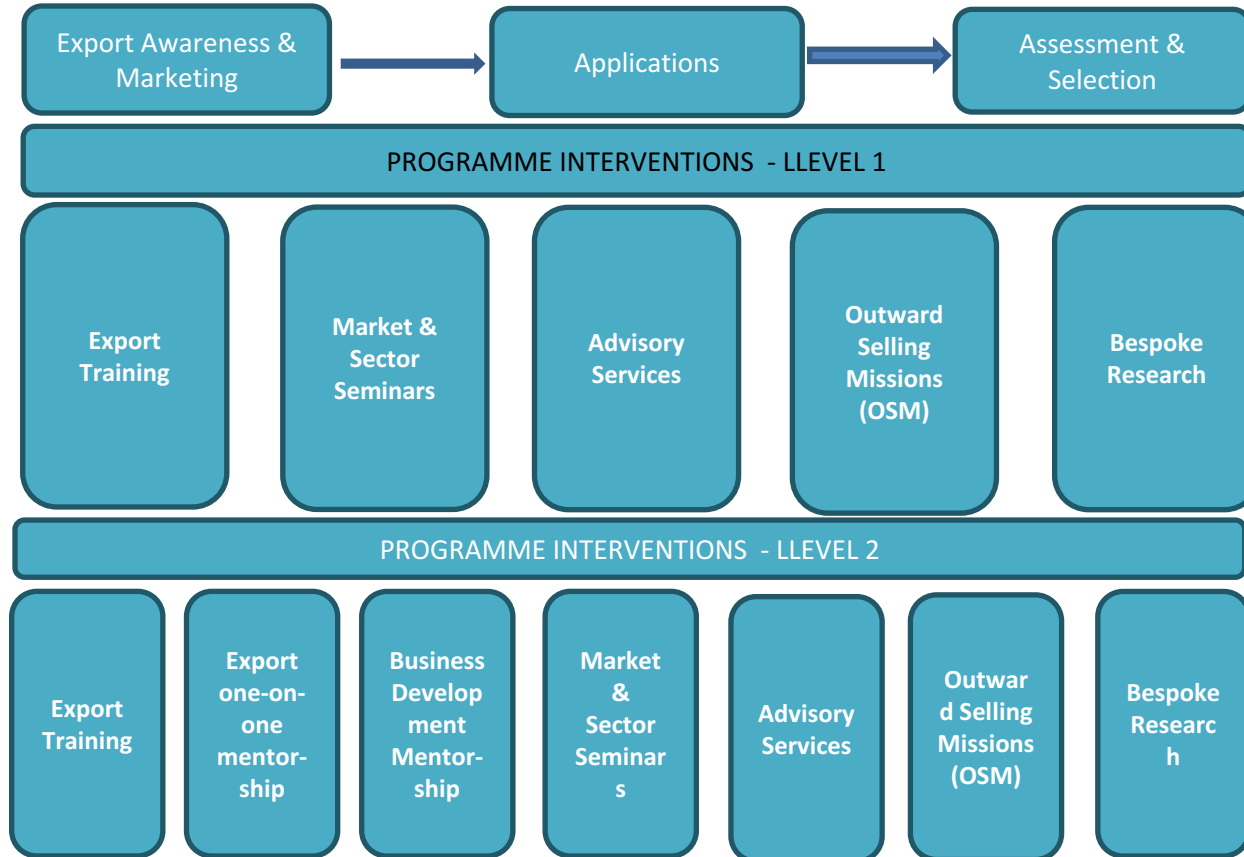 Export Awareness &
Marketing
Applications
Assessment &
Selection
PROGRAMME INTERVENTIONS - LLEVEL 1
Export
Training
Market &
Sector
Seminars
Advisory
Services
Outward
Selling
Missions
(OSM)
Bespoke
Research
PROGRAMME INTERVENTIONS - LLEVEL 2
Export
Training
Export
one-on-
one
mentor-
ship
Business
Develop
ment
Mentor-
ship
Market
&
Sector
Seminar
s
Advisory
Services
Outwar
d Selling
Missions
(OSM)
Bespoke
Researc
h